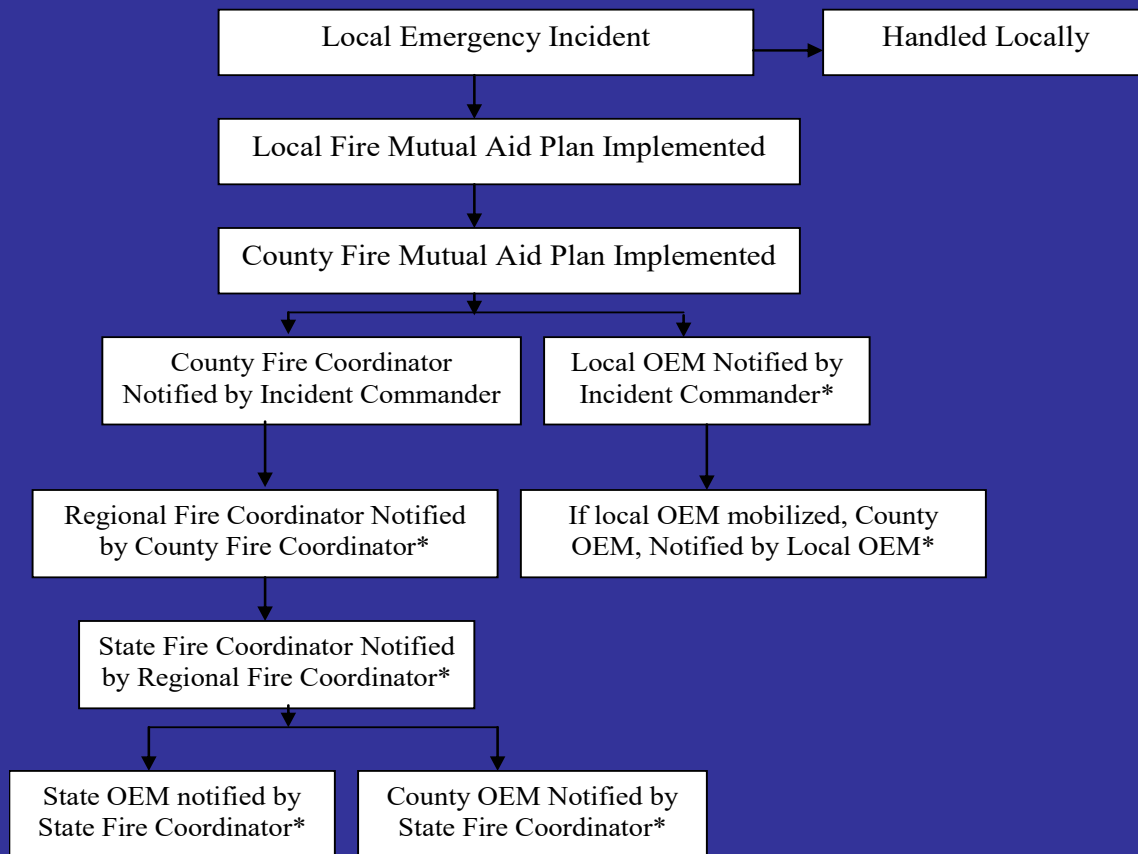 Local Emergency Incident
Handled Locally
Local Fire Mutual Aid Plan Implemented
County Fire Mutual Aid Plan Implemented
County Fire Coordinator
Notified by Incident Commander
Local OEM Notified by
Incident Commander*
Regional Fire Coordinator Notified
by County Fire Coordinator*
If local OEM mobilized, County
OEM, Notified by Local OEM*
State Fire Coordinator Notified
by Regional Fire Coordinator*
State OEM notified by
State Fire Coordinator*
County OEM Notified by
State Fire Coordinator*